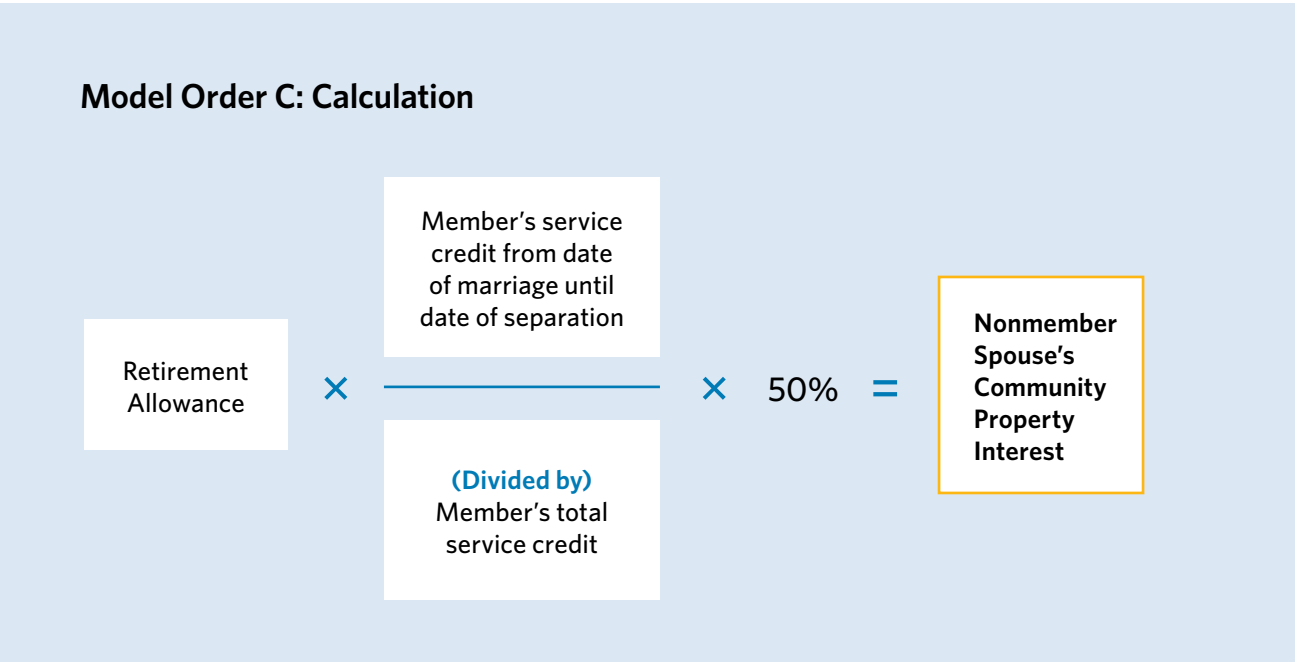 Model Order C: Calculation
Retirement
Allowance
×
Member’s service
credit from date
of marriage until
date of separation
(Divided by)
Member’s total
service credit
× 50% =
Nonmember
Spouse’s
Community
Property
Interest